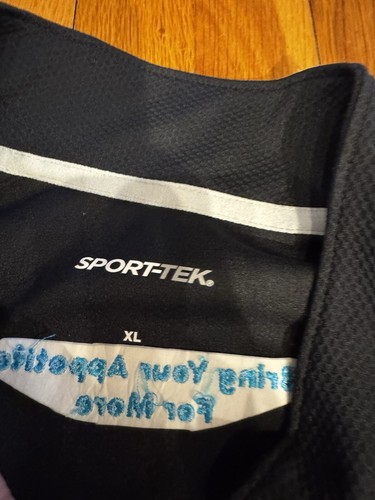 SPORT-TEK®
XL
Bring Your Appetite
For More